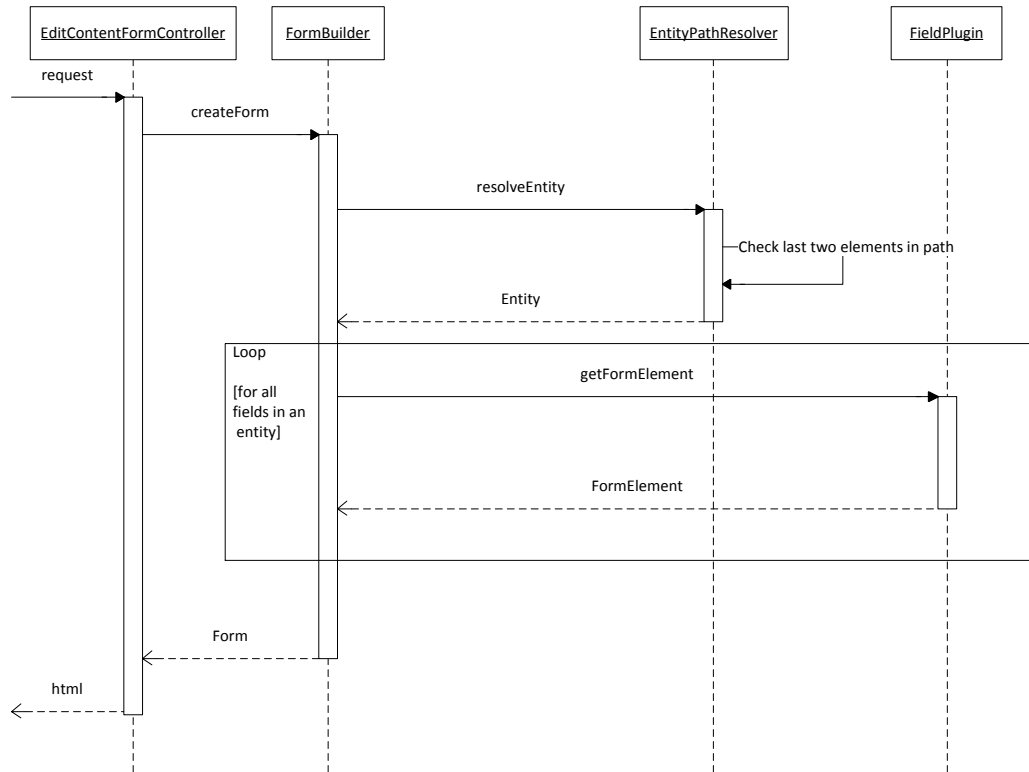 EditContentFormController
FormBuilder
EntityPathResolver
FieldPlugin
request
createForm
resolveEntity
Check last two elements in path
Entity
Loop
[for all
fields in an
entity]
getFormElement
FormElement
Form
html